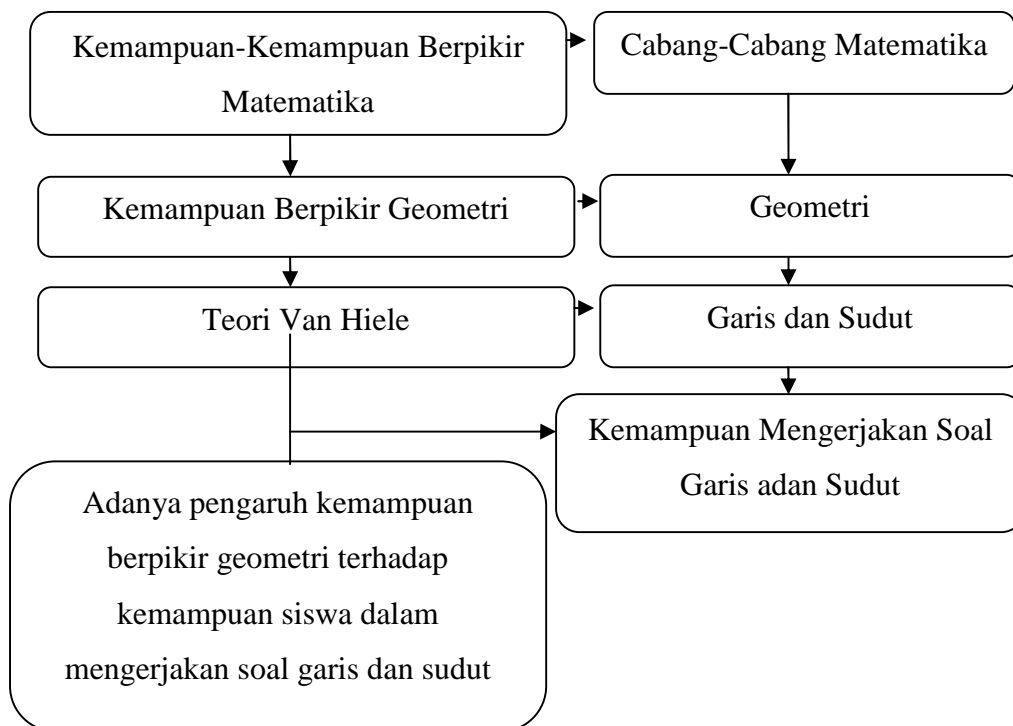 Kemampuan-Kemampuan Berpikir
Matematika
Cabang-Cabang Matematika
Kemampuan Berpikir Geometri
Geometri
Teori Van Hiele
Garis dan Sudut
Kemampuan Mengerjakan Soal
Garis adan Sudut
Adanya pengaruh kemampuan
berpikir geometri terhadap
kemampuan siswa dalam
mengerjakan soal garis dan sudut